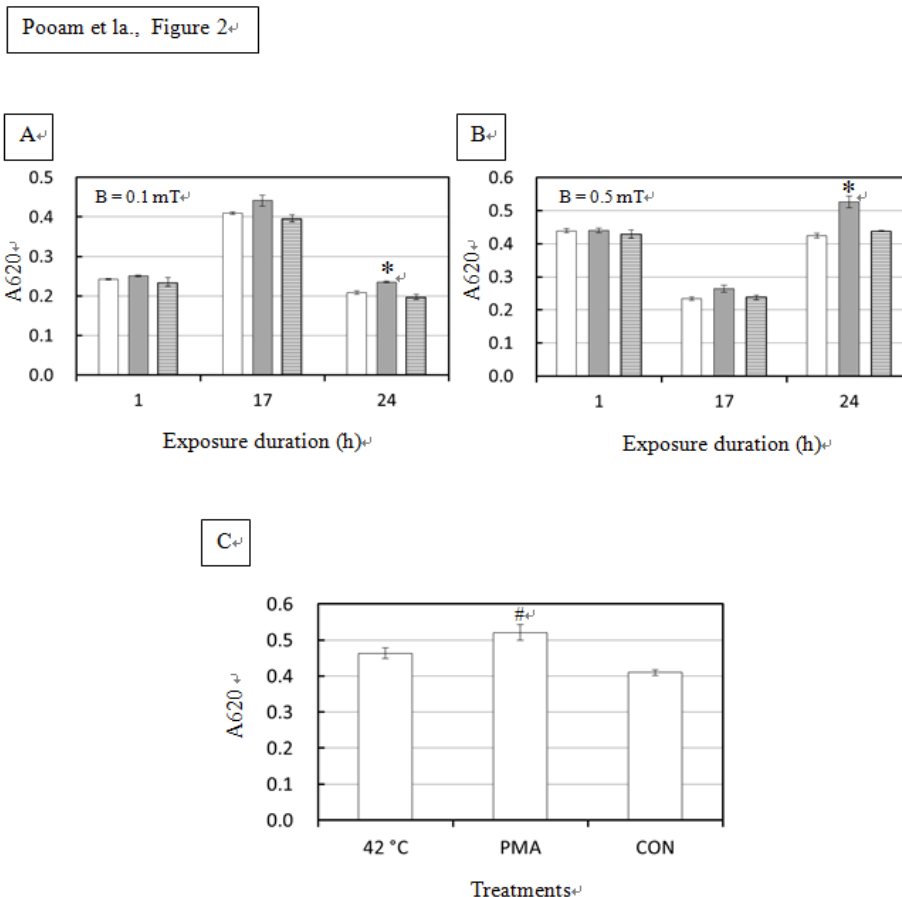 Pooam et la., Figure 2↵
A↵
B = 0.1 mT↵
A620↵
0.5
0.4
0.3
0.2
0.1
0.0
*↵
1 17 24
Exposure duration (h)↵
B↵
B = 0.5 mT↵
A620↵
0.6
0.5
0.4
0.3
0.2
0.1
0.0
*↵
1 17 24
Exposure duration (h)↵
C↵
A620 ↵
0.6
0.5
0.4
0.3
0.2
0.1
0.0
#↵
42 °C PMA CON
Treatments↵